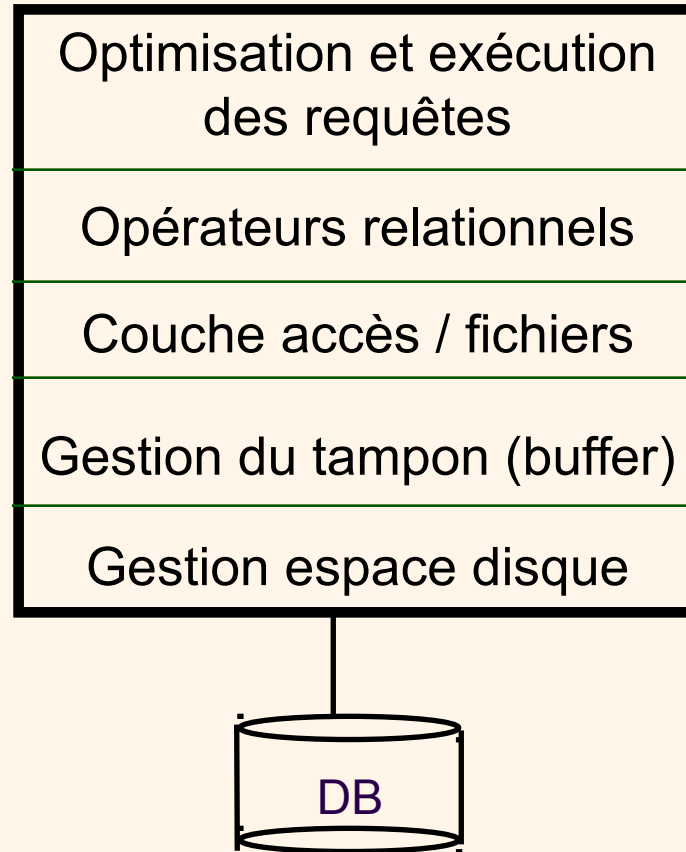 Optimisation et exécution
des requêtes
Opérateurs relationnels
Couche accès / fichiers
Gestion du tampon (buffer)
Gestion espace disque
DB